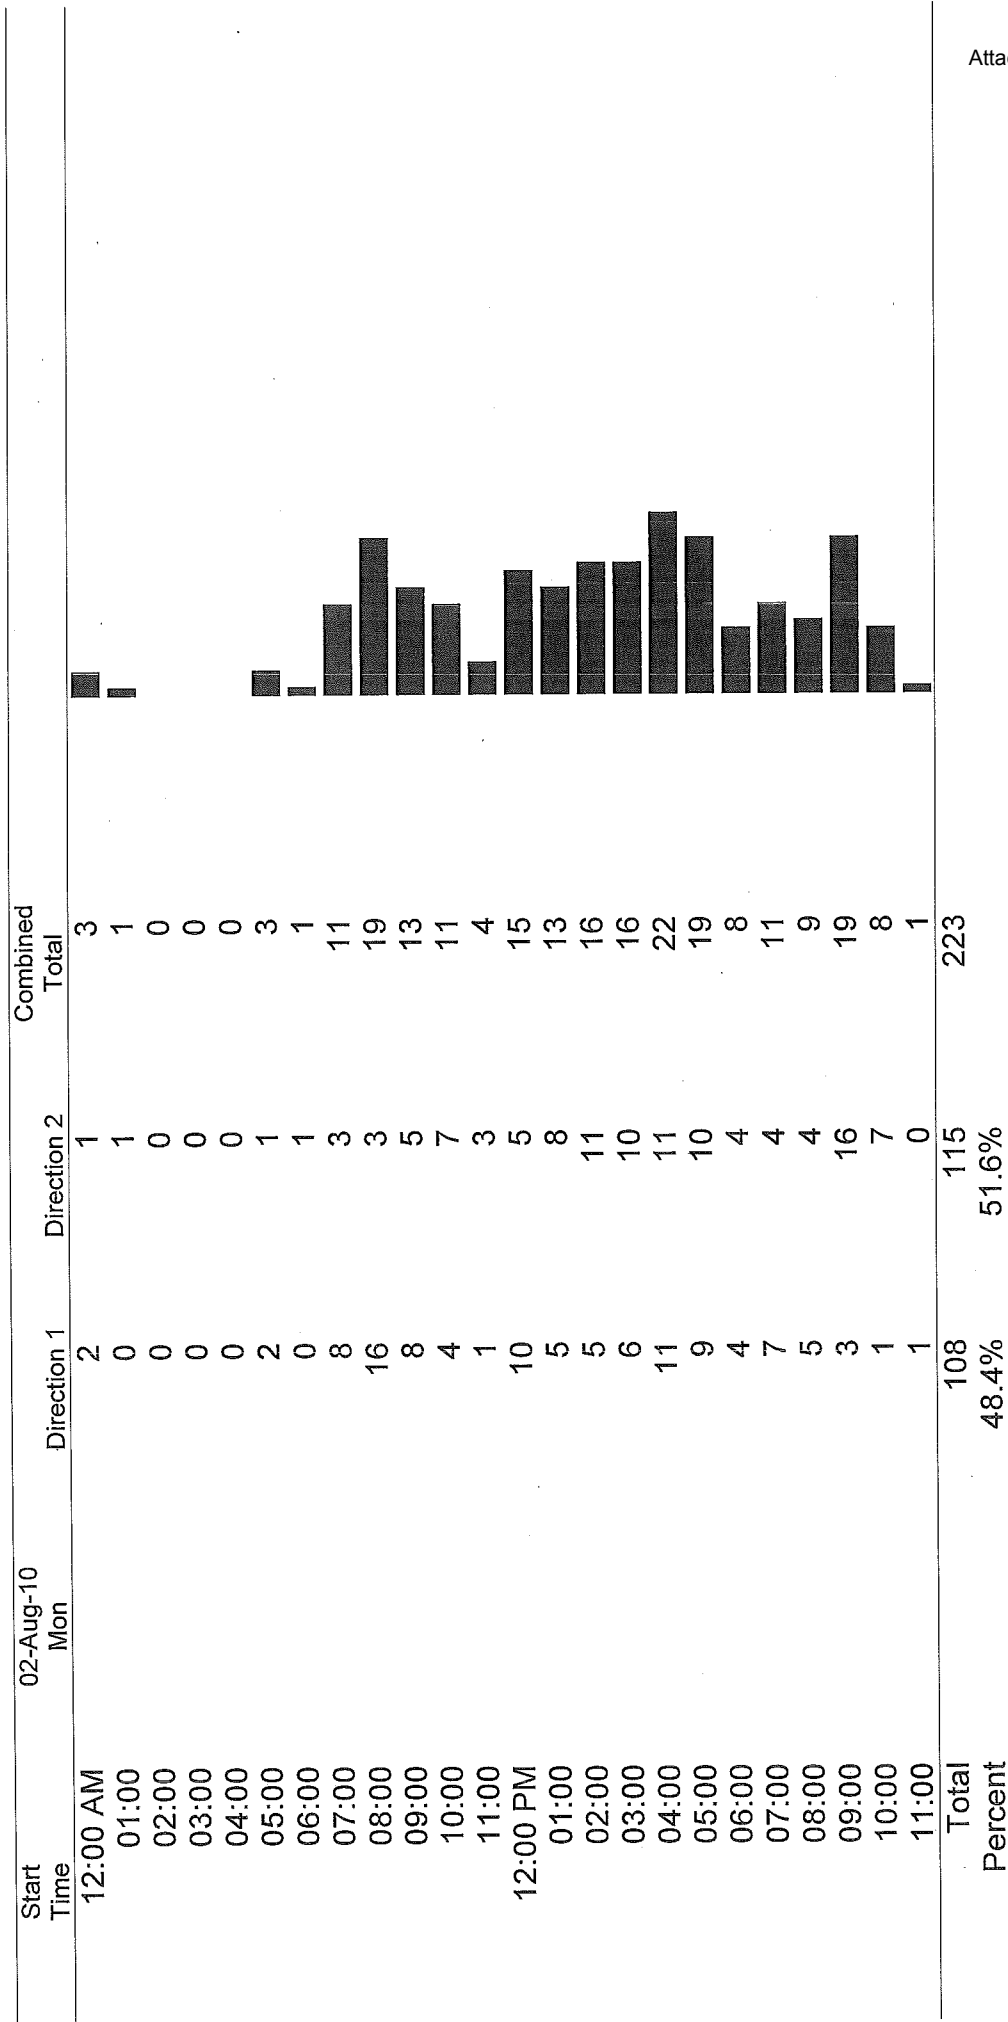 Start 02-Aug-10 Combined
Time Mon Direction 1 Direction 2 Total
12:00 AM 2 1 3
01:00 0 1 1
02:00 0 0 0
03:00 0 0 0
04:00 0 0 0
05:00 2 1 3
06:00 0 1 1
07:00 8 3 11
08:00 16 3 19
09:00 8 5 13
10:00 4 7 11
11:00 1 3 4
12:00 PM 10 5 15
01:00 5 8 13
02:00 5 11 16
03:00 6 10 16
04:00 11 11 22
05:00 9 10 19
06:00 4 4 8
07:00 7 4 11
08:00 5 4 9
09:00 3 16 19
10:00 1 7 8
11:00 1 0 1
Total 108 115 223
Percent 48.4% 51.6%